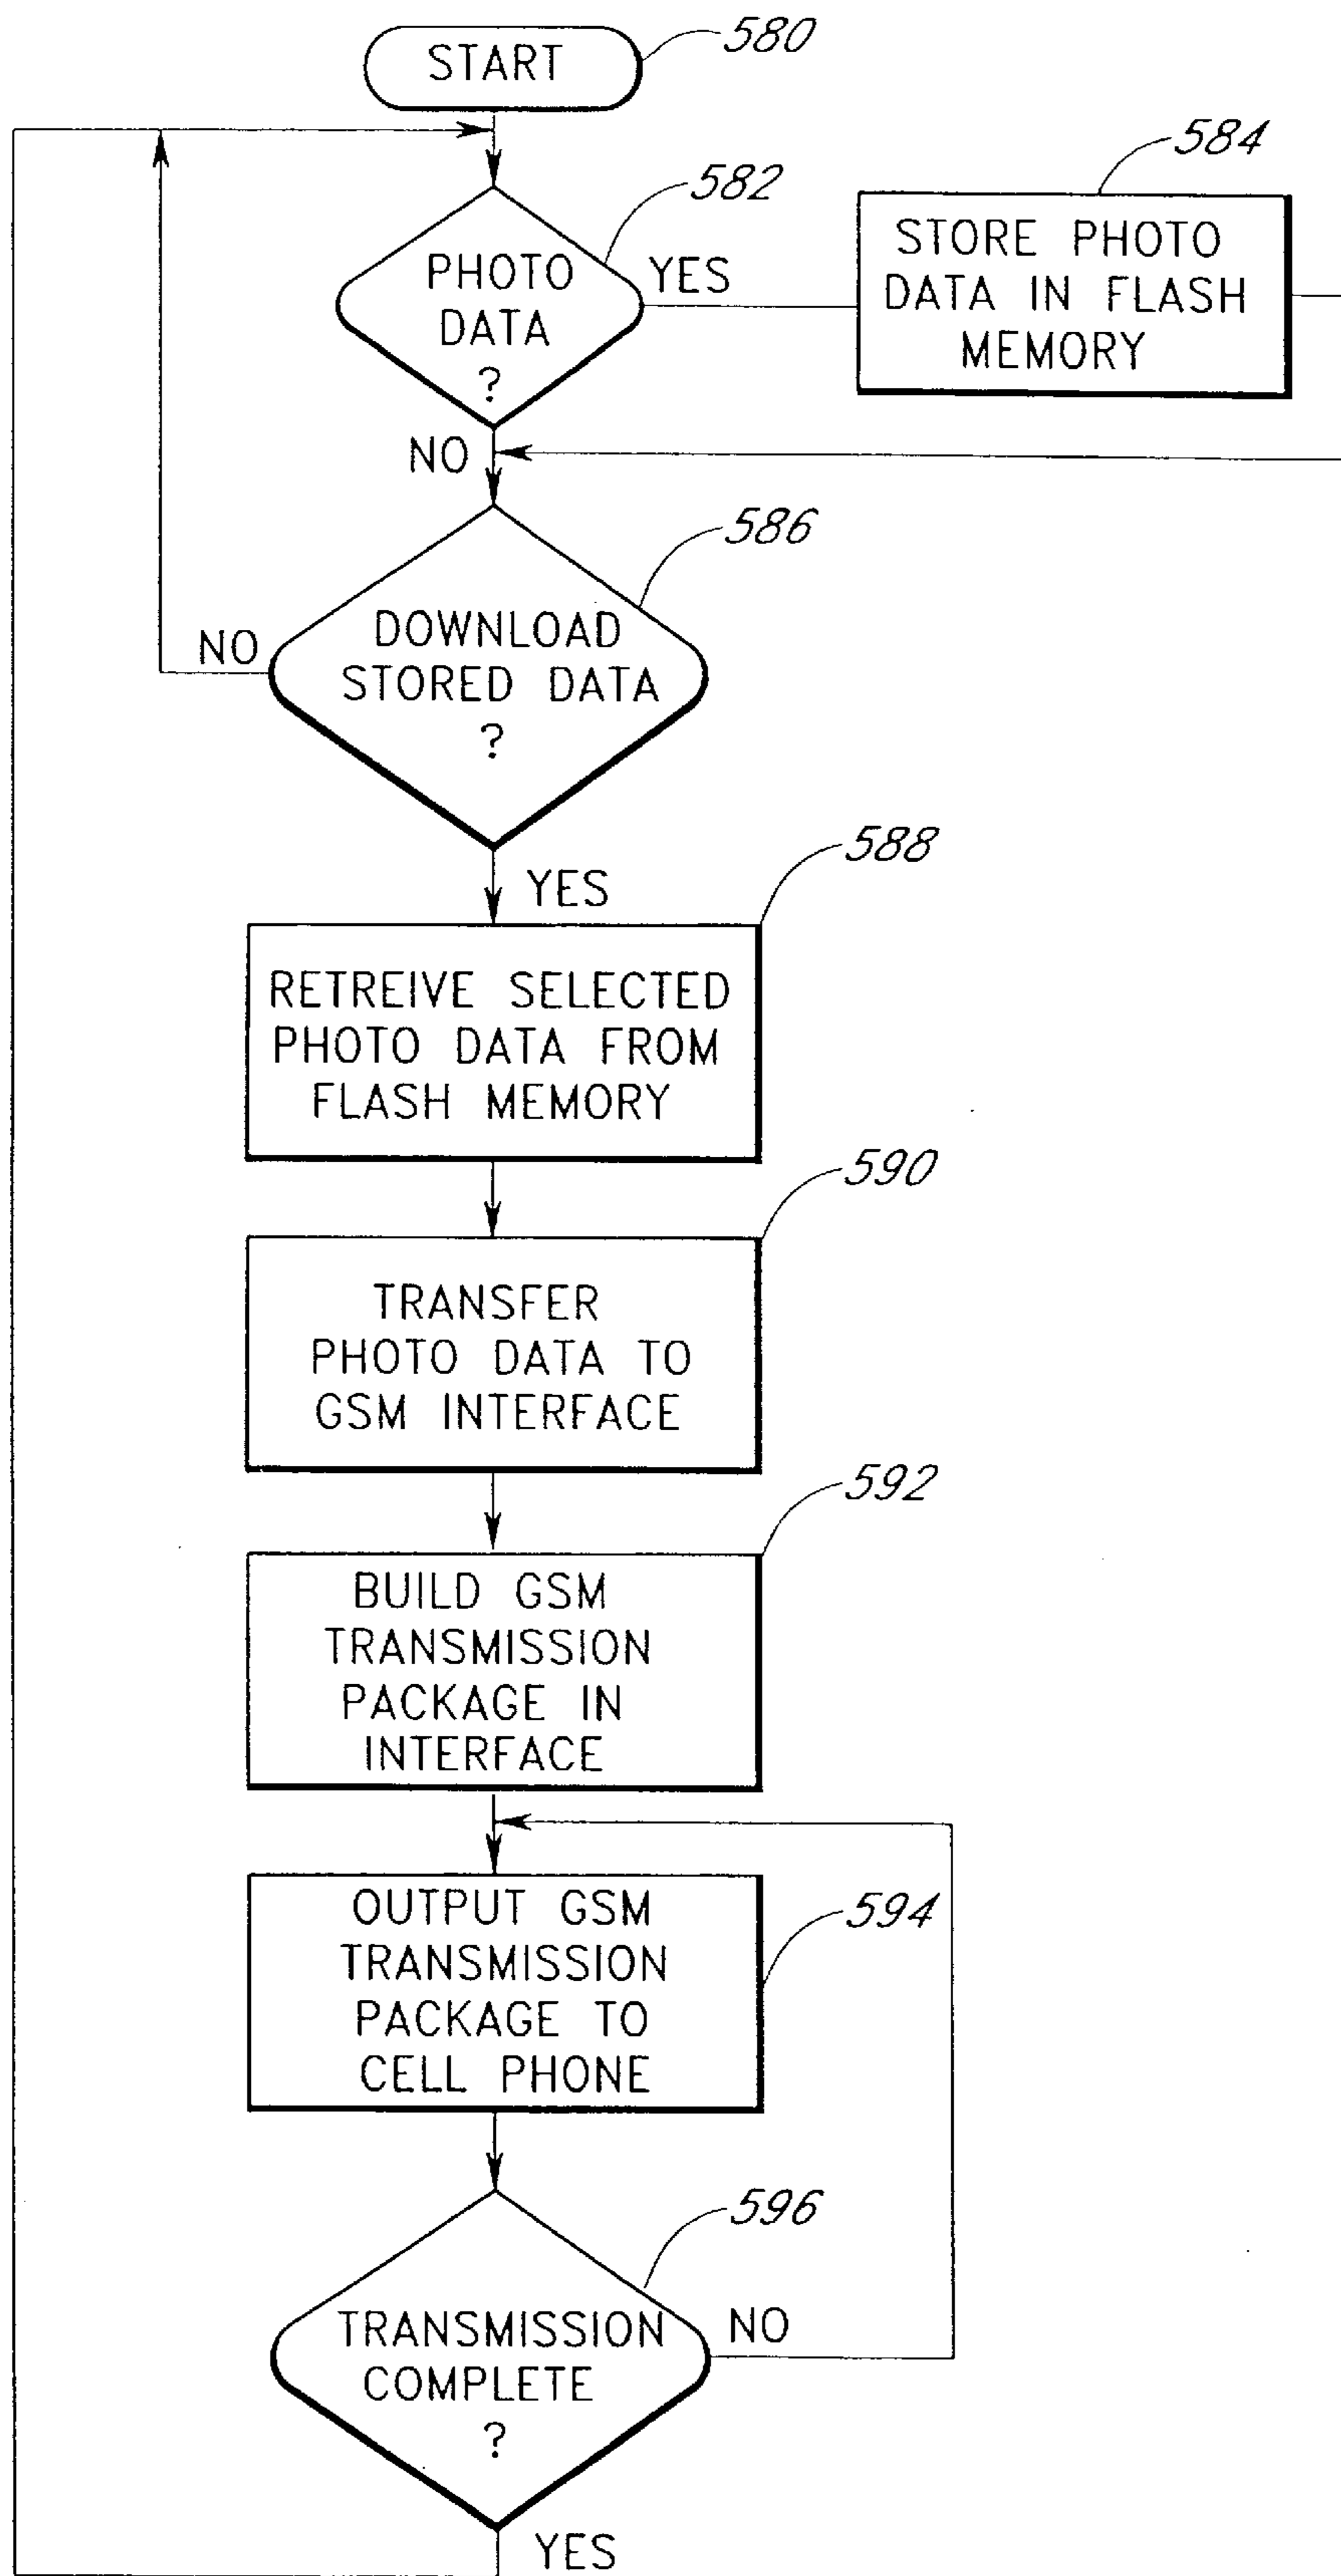 START
580
582
PHOTO
DATA
?
YES
584
STORE PHOTO
DATA IN FLASH
MEMORY
NO
586
DOWNLOAD
STORED DATA
?
NO
YES
588
RETREIVE SELECTED
PHOTO DATA FROM
FLASH MEMORY
590
TRANSFER
PHOTO DATA TO
GSM INTERFACE
592
BUILD GSM
TRANSMISSION
PACKAGE IN
INTERFACE
OUTPUT GSM
TRANSMISSION
PACKAGE TO
CELL PHONE
594
596
TRANSMISSION
COMPLETE
?
NO
YES